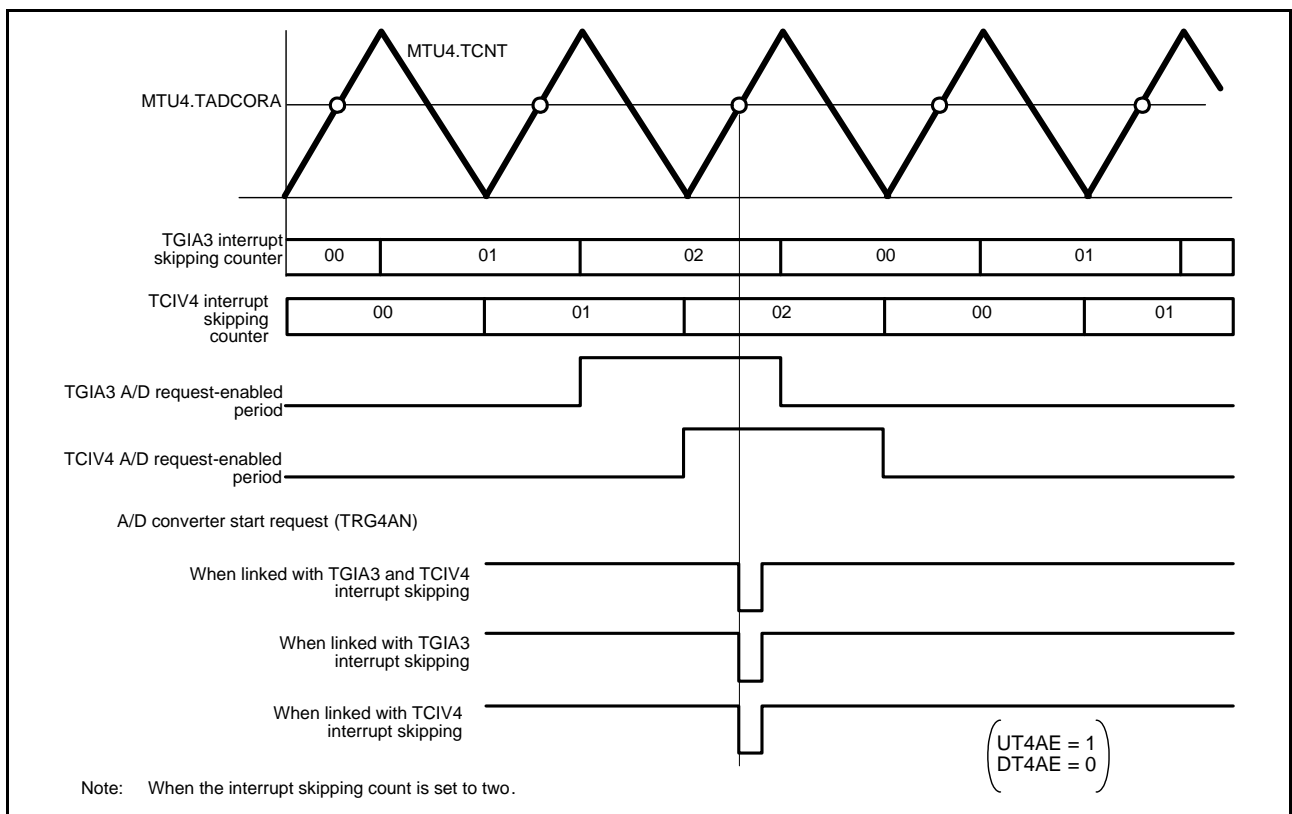 MTU4.TCNT
MTU4.TADCORA
TGIA3 interrupt
skipping counter
00 01 02 00 01
TCIV4 interrupt
skipping
counter
00 01 02 00 01
TGIA3 A/D request-enabled
period
TCIV4 A/D request-enabled
period
A/D converter start request (TRG4AN)
When linked with TGIA3 and TCIV4
interrupt skipping
When linked with TGIA3
interrupt skipping
When linked with TCIV4
interrupt skipping
UT4AE = 1
DT4AE = 0
Note: When the interrupt skipping count is set to two.